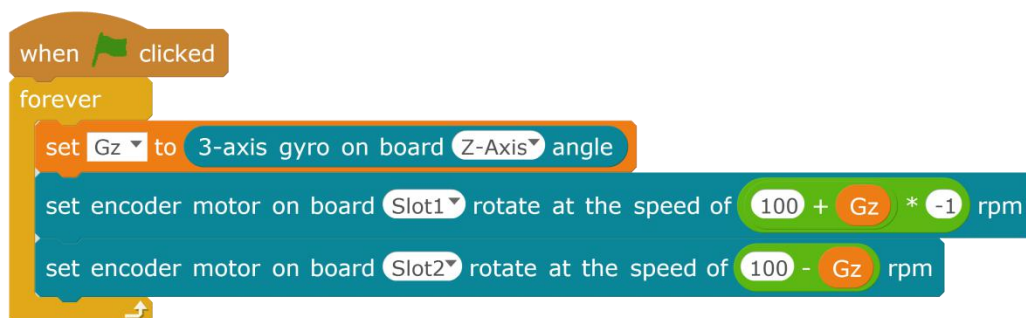 when clicked
forever
set Gz to 3-axis gyro on board Z-Axis angle
set encoder motor on board Slot1 rotate at the speed of 100 + Gz * -1 rpm
set encoder motor on board Slot2 rotate at the speed of 100 - Gz rpm